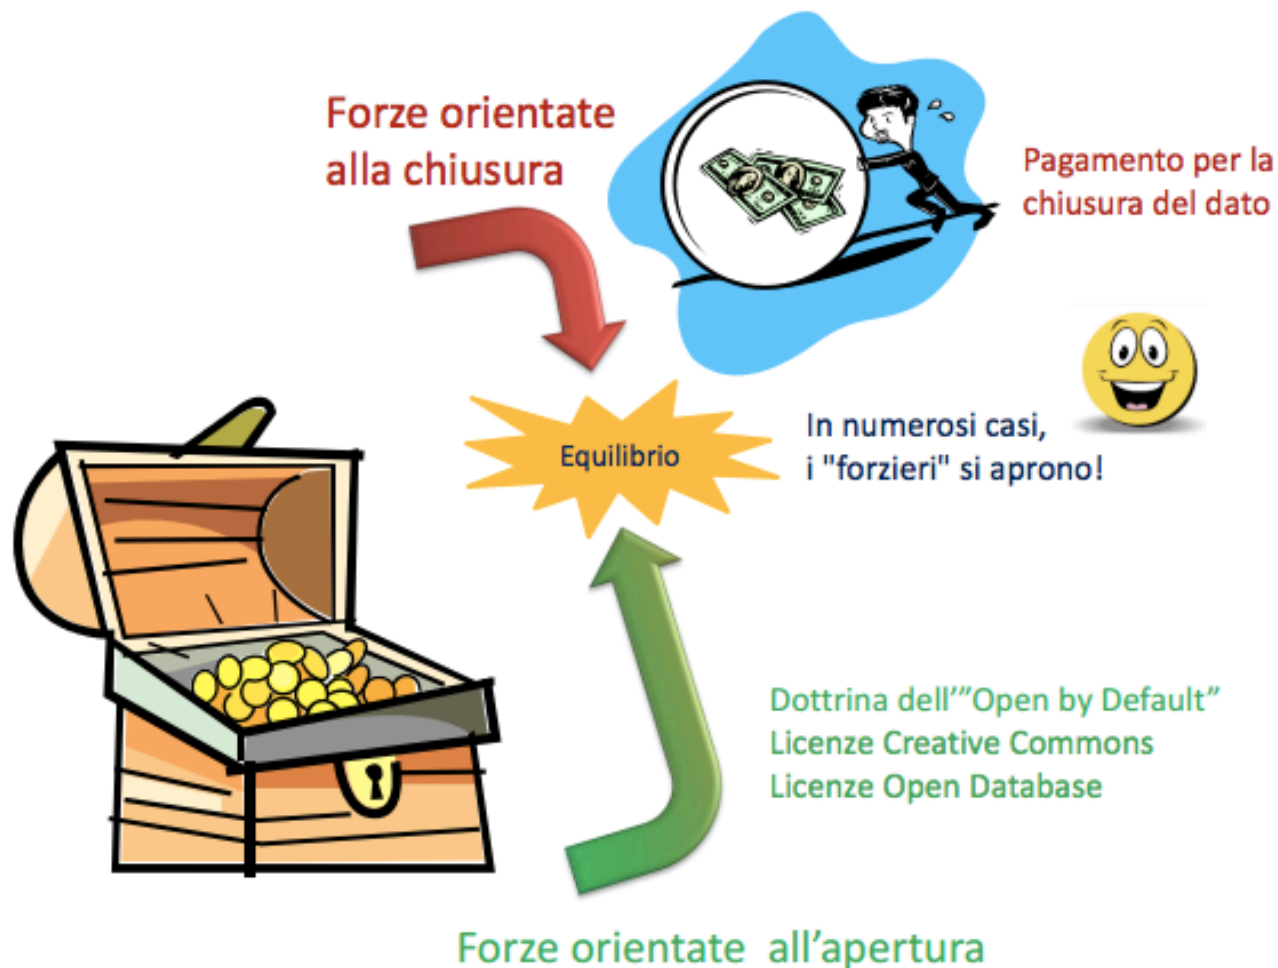 Forze orientate
alla chiusura
Pagamento per la
chiusura del dato
Equilibrio
In numerosi casi,
i "forzieri" si aprono!
Dottrina dell’”Open by Default”
Licenze Creative Commons
Licenze Open Database
Forze orientate  all’apertura